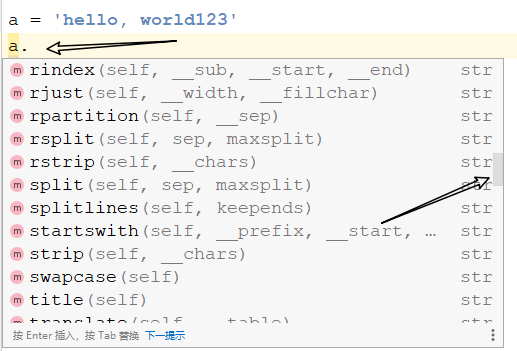 a = 'hello, world123'
a.
m rindex(self, __sub, __start, __end) str
m rjust(self, __width, __fillchar) str
m rpartition(self, __sep) str
m rsplit(self, sep, maxsplit) str
m rstrip(self, __chars) str
m split(self, sep, maxsplit) str
m splitlines(self, keepends) str
m startswith(self, __prefix, __start, … str
m strip(self, __chars) str
m swapcase(self) str
m title(self) str
m translate(self, __table) str
按 Enter 插入，按 Tab 替换 下一提示